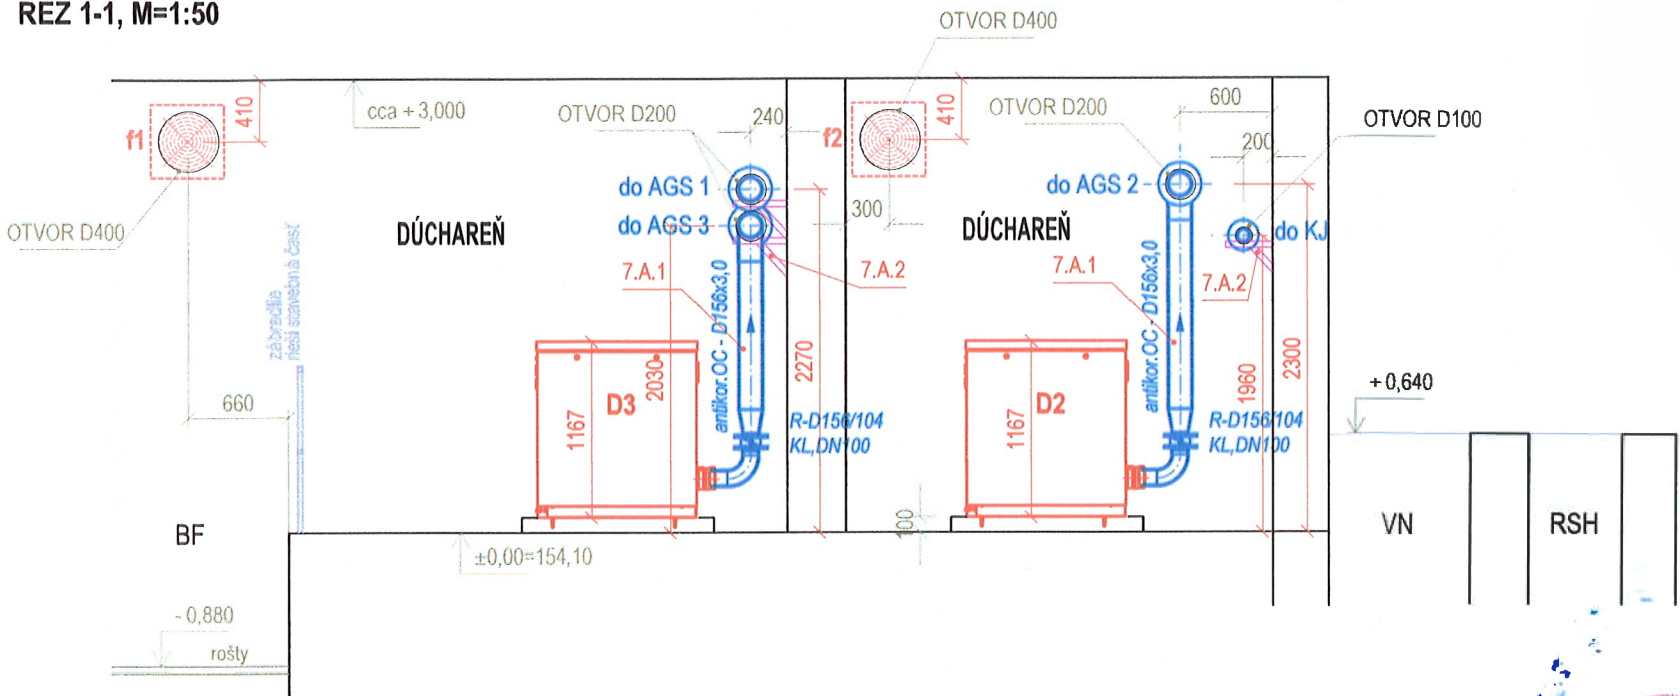 REZ 1-1, M=1:50
OTVOR D400
410
cca + 3,000
OTVOR D200
240
410
OTVOR D200
600
OTVOR D100
f1
f2
200
do AGS 1
do AGS 2
300
OTVOR D400
DÚCHAREŇ
do AGS 3
DÚCHAREŇ
do KJ
zábradlie
nieje stavebná časť
7.A.1
7.A.2
7.A.1
7.A.2
antikor.OC - D156x3,0
antikor.OC - D156x3,0
2270
2300
2030
1960
+ 0,640
660
D3
D2
1167
1167
R-D156/104
KL,DN100
R-D156/104
KL,DN100
100
BF
VN
RSH
±0,00=154,10
- 0,880
rošty